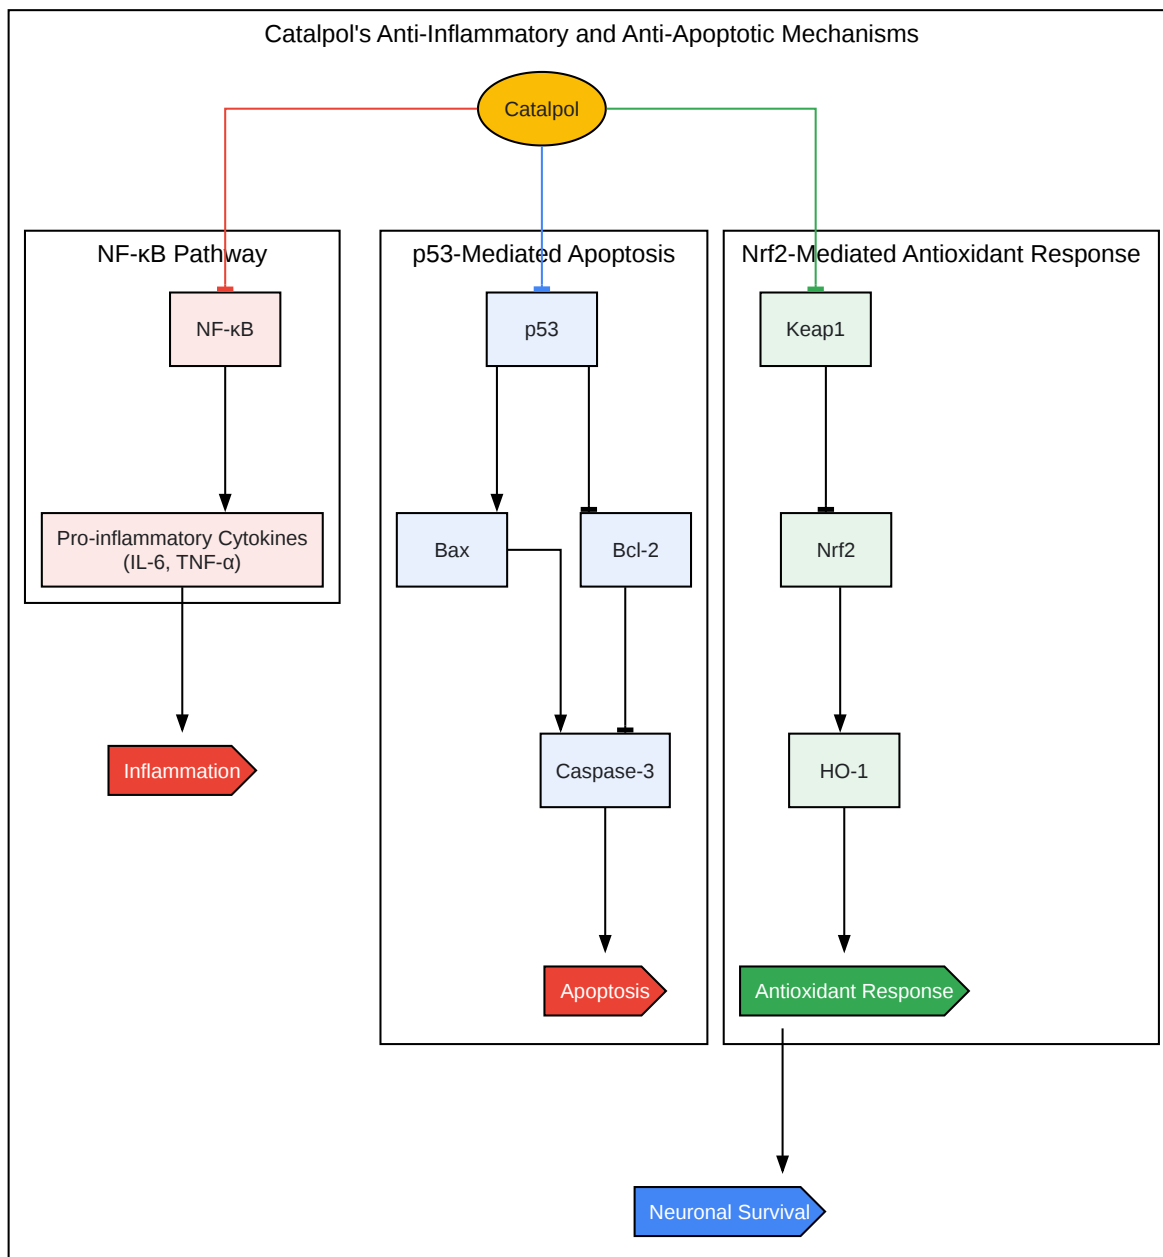 Catalpol's Anti-Inflammatory and Anti-Apoptotic Mechanisms
Catalpol
NF-κB Pathway
p53-Mediated Apoptosis
Nrf2-Mediated Antioxidant Response
NF-κB
p53
Keap1
Pro-inflammatory Cytokines
(IL-6, TNF-α)
Bax
Bcl-2
Nrf2
Inflammation
Caspase-3
HO-1
Apoptosis
Antioxidant Response
Neuronal Survival